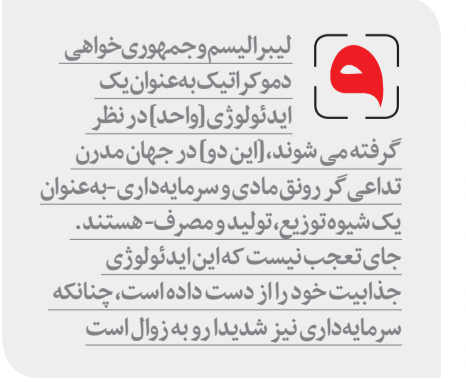 لیبرالیسم و جمهوری‌خواهی
دموکراتیک به‌عنوان یک
ایدئولوژی [واحد] در نظر
گرفته می شوند، [این دو] در جهان مدرن
تداعی گر رونق مادی و سرمایه‌داری -به‌عنوان
یک شیوه توزیع، تولید و مصرف- هستند.
جای تعجب نیست که این ایدئولوژی
جذابیت خود را از دست داده است، چنانکه
سرمایه‌داری نیز شدیدا رو به زوال است